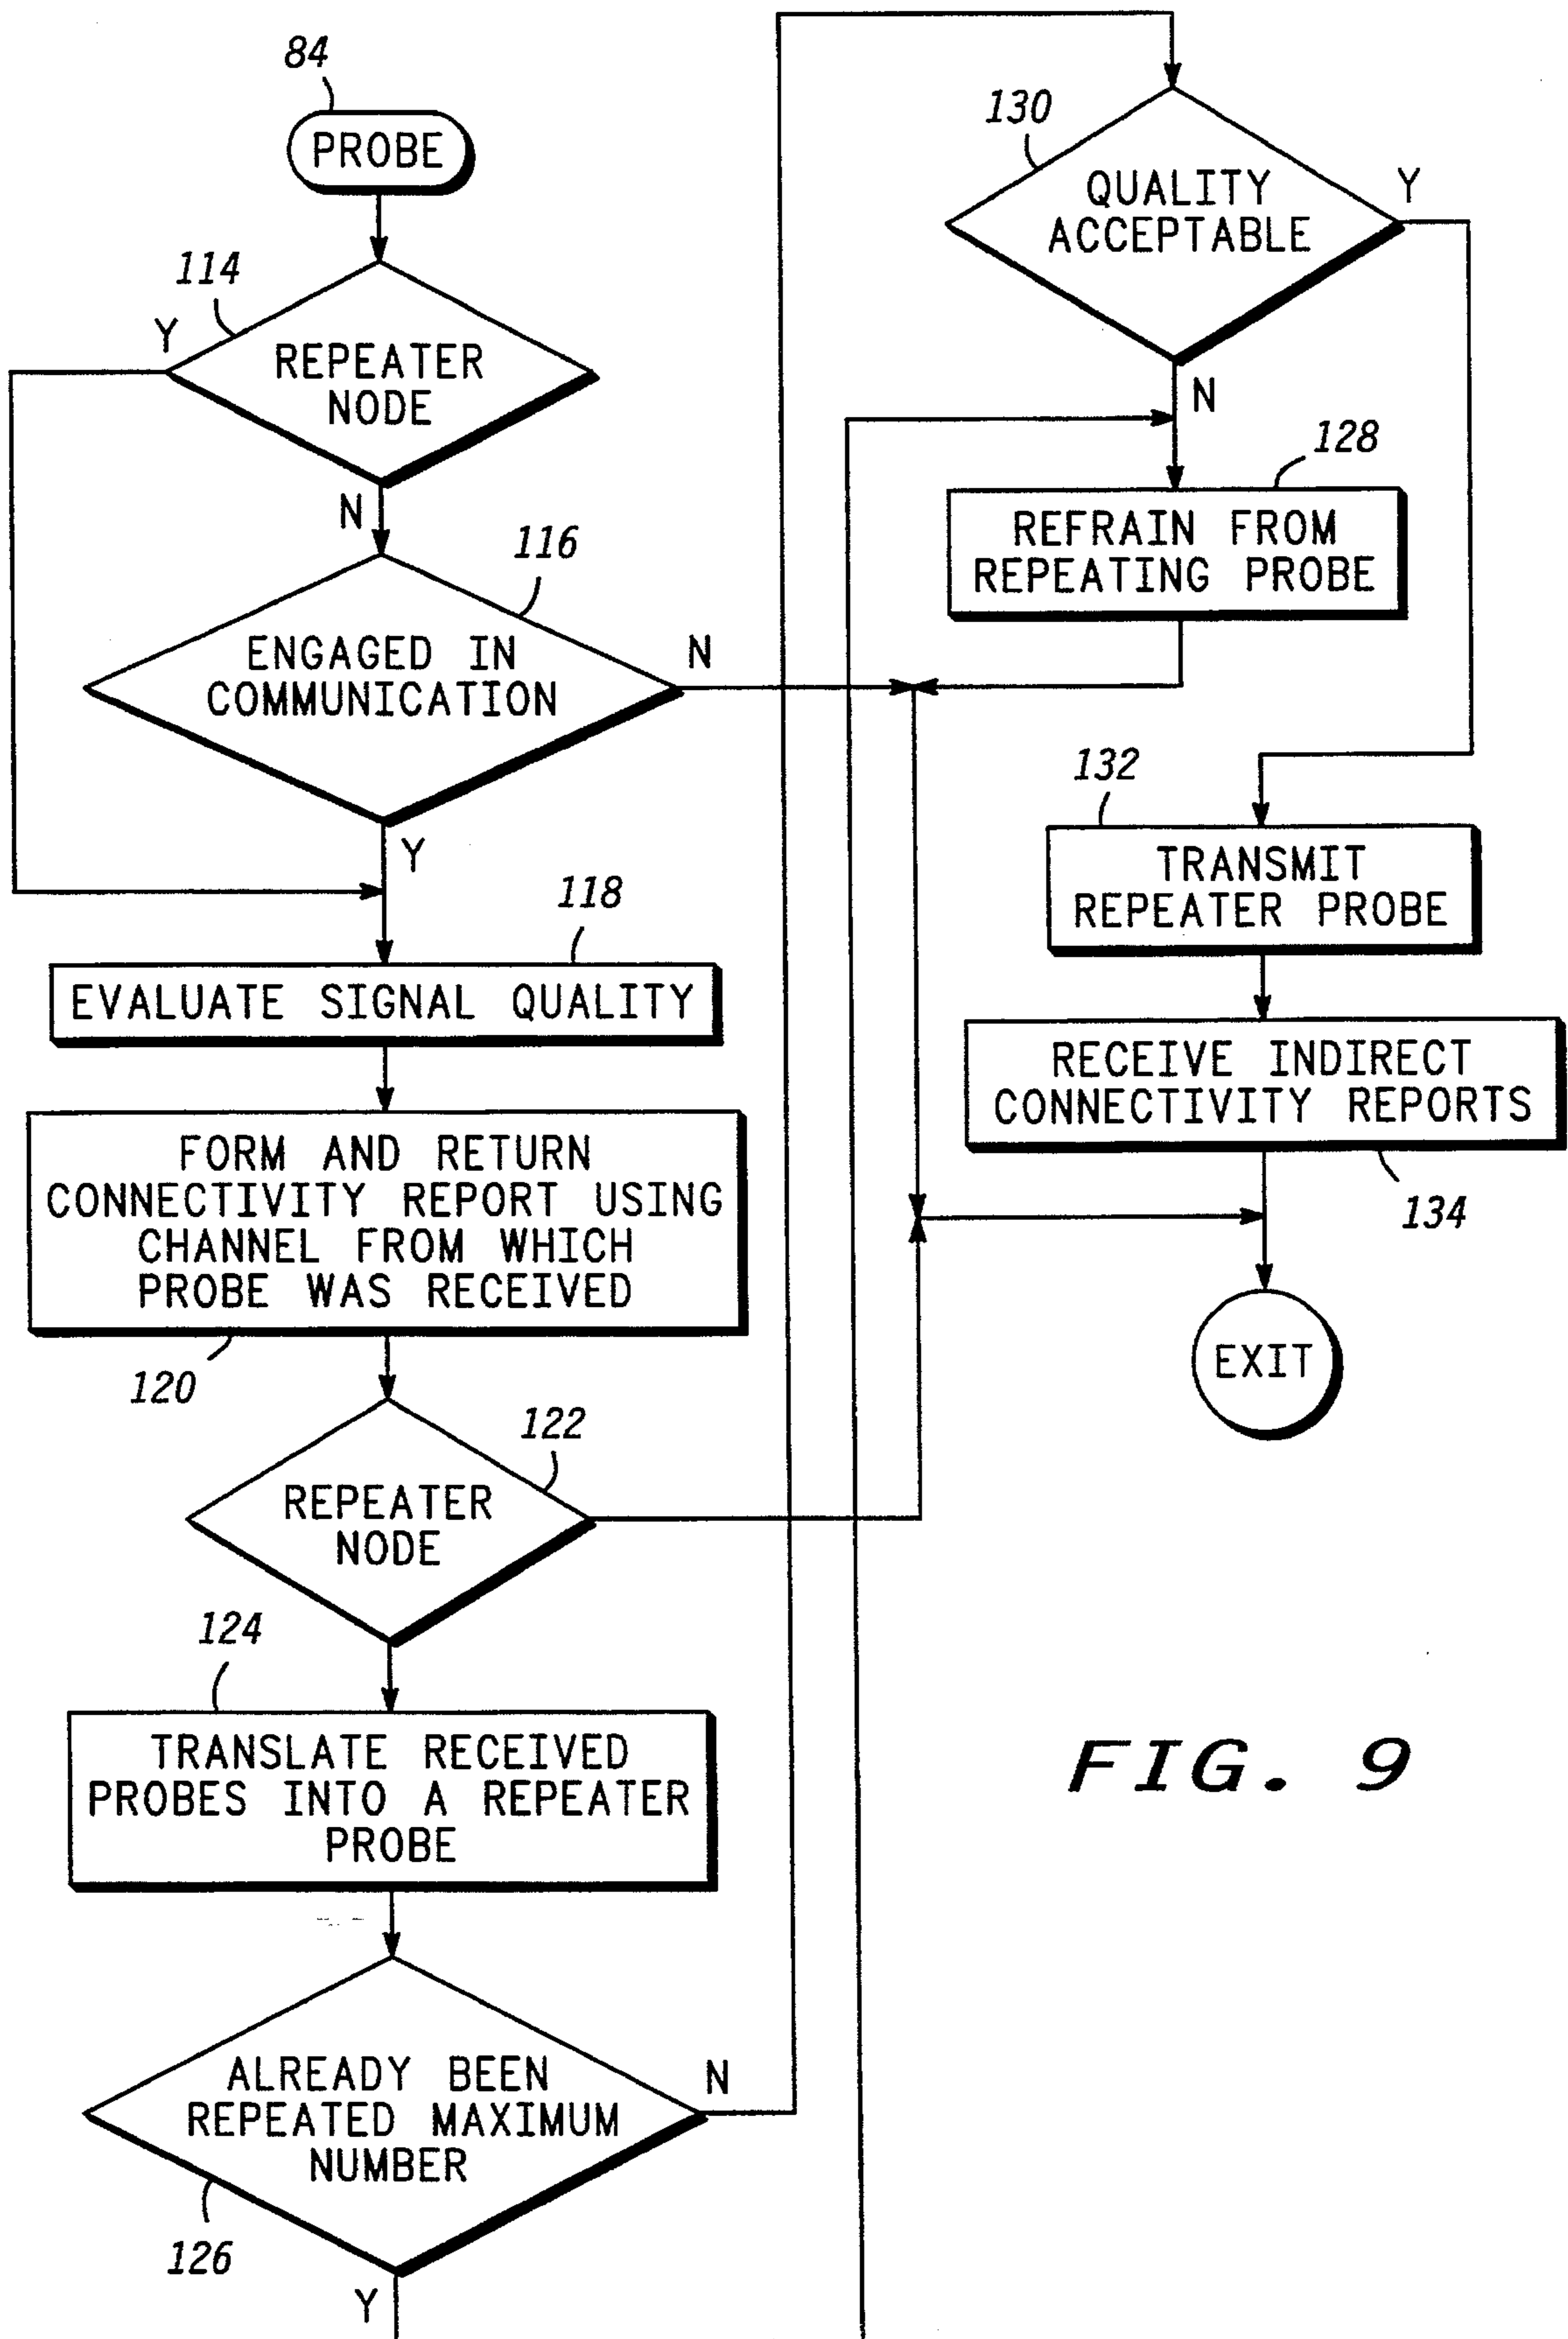 84
PROBE
114
Y
REPEATER
NODE
N
116
ENGAGED IN
COMMUNICATION
N
Y
118
EVALUATE SIGNAL QUALITY
FORM AND RETURN
CONNECTIVITY REPORT USING
CHANNEL FROM WHICH
PROBE WAS RECEIVED
120
122
REPEATER
NODE
124
TRANSLATE RECEIVED
PROBES INTO A REPEATER
PROBE
ALREADY BEEN
REPEATED MAXIMUM
NUMBER
N
126
Y
130
QUALITY
ACCEPTABLE
Y
N
128
REFRAIN FROM
REPEATING PROBE
132
TRANSMIT
REPEATER PROBE
RECEIVE INDIRECT
CONNECTIVITY REPORTS
134
EXIT
FIG. 9